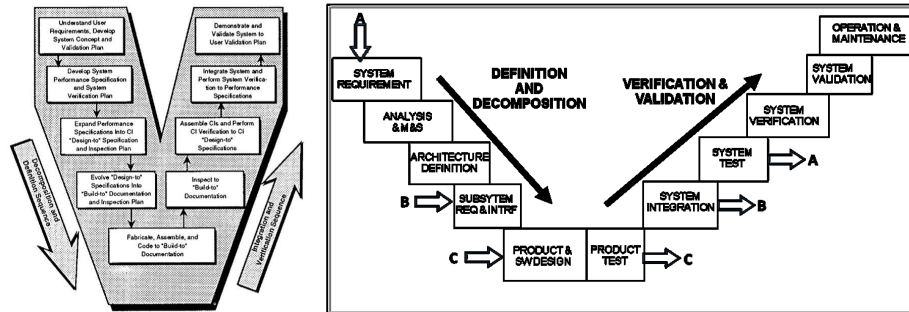 Understand User
Requirements, Develop
System Concept and
Validation Plan
Demonstrate and
Validate System to
User Validation Plan
Develop System
Performance Specification
and System
Verification Plan
Integrate System and
Perform System Verifica-
tion to Performance
Specifications
Expand Performance
Specifications Into CI
"Design-to" Specification
and Inspection Plan
Assemble CIs and Perform
CI Verification to CI
"Design-to"
Specifications
Evolve "Design-to"
Specifications Into
"Build-to" Documentation
and Inspection Plan
Inspect to
"Build-to"
Documentation
Fabricate, Assemble, and
Code to "Build-to"
Documentation
Decomposition and
Definition Sequence
Integration and
Verification Sequence
A
SYSTEM
REQUIREMENT
ANALYSIS
& M&S
ARCHITECTURE
DEFINITION
B
SUBSYTEM
REQ & INTRF
C
PRODUCT &
SWDESIGN
DEFINITION
AND
DECOMPOSITION
VERIFICATION &
VALIDATION
OPERATION &
MAINTENANCE
SYSTEM
VALIDATION
SYSTEM
VERIFICATION
SYSTEM
TEST
A
SYSTEM
INTEGRATION
B
PRODUCT
TEST
C